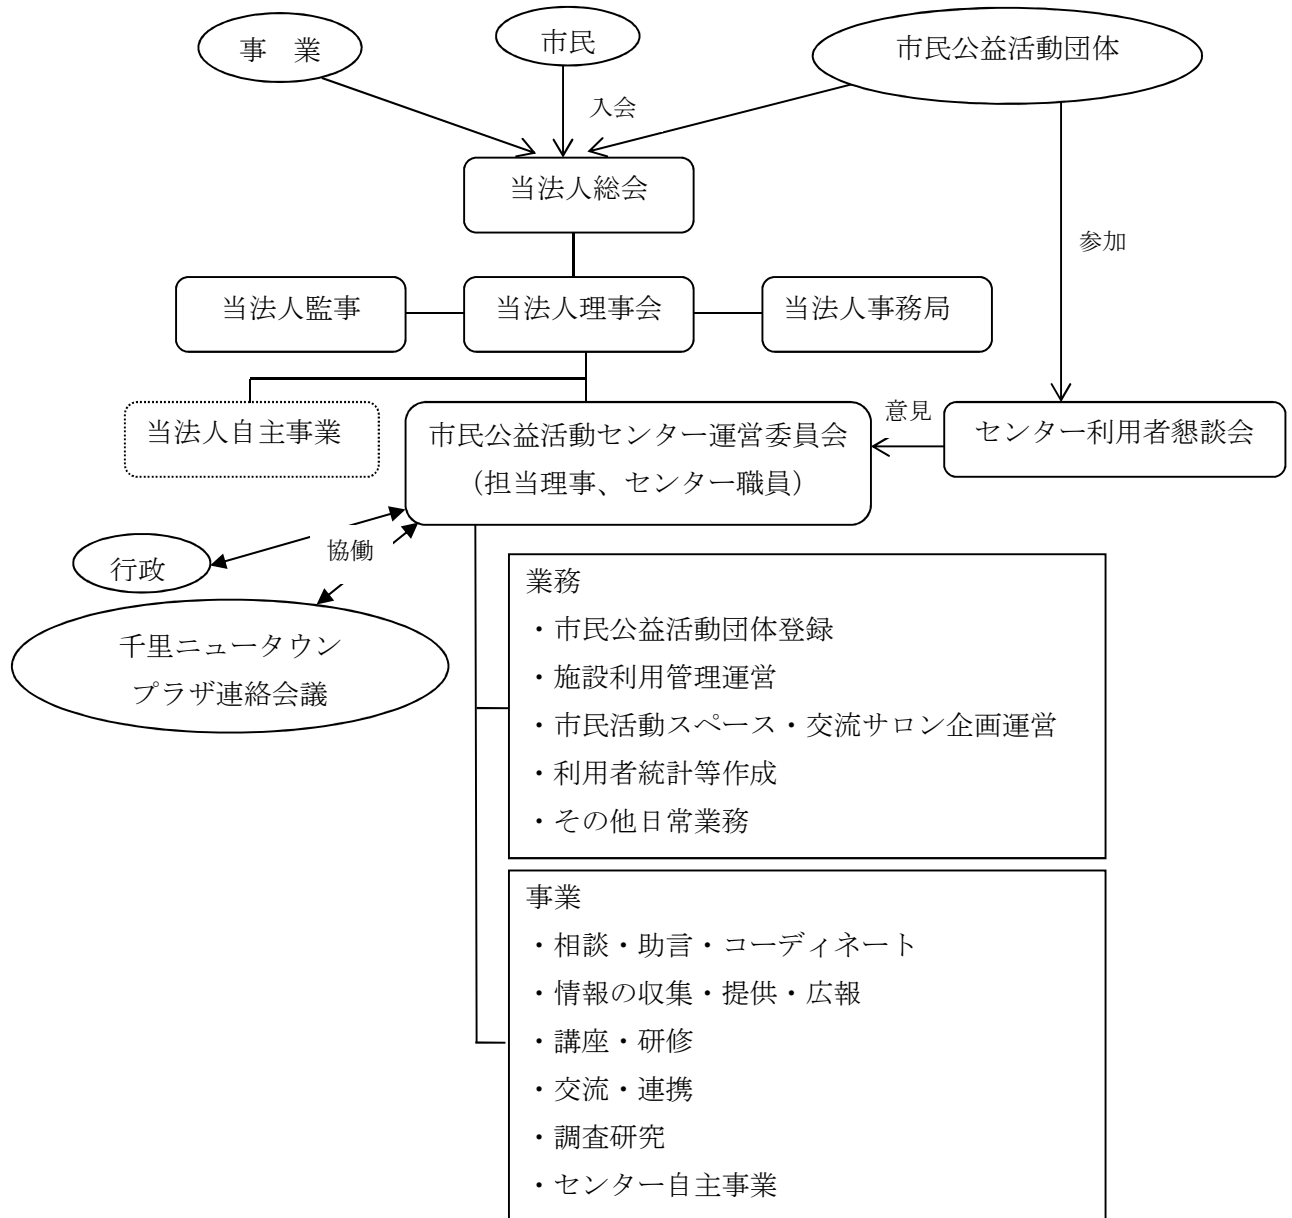 事　業
市民
市民公益活動団体
入会
当法人総会
参加
当法人監事
当法人理事会
当法人事務局
当法人自主事業
市民公益活動センター運営委員会
（担当理事、センター職員）
意見
センター利用者懇談会
協働
行政
千里ニュータウン
プラザ連絡会議
業務
・市民公益活動団体登録
・施設利用管理運営
・市民活動スペース・交流サロン企画運営
・利用者統計等作成
・その他日常業務
事業
・相談・助言・コーディネート
・情報の収集・提供・広報
・講座・研修
・交流・連携
・調査研究
・センター自主事業